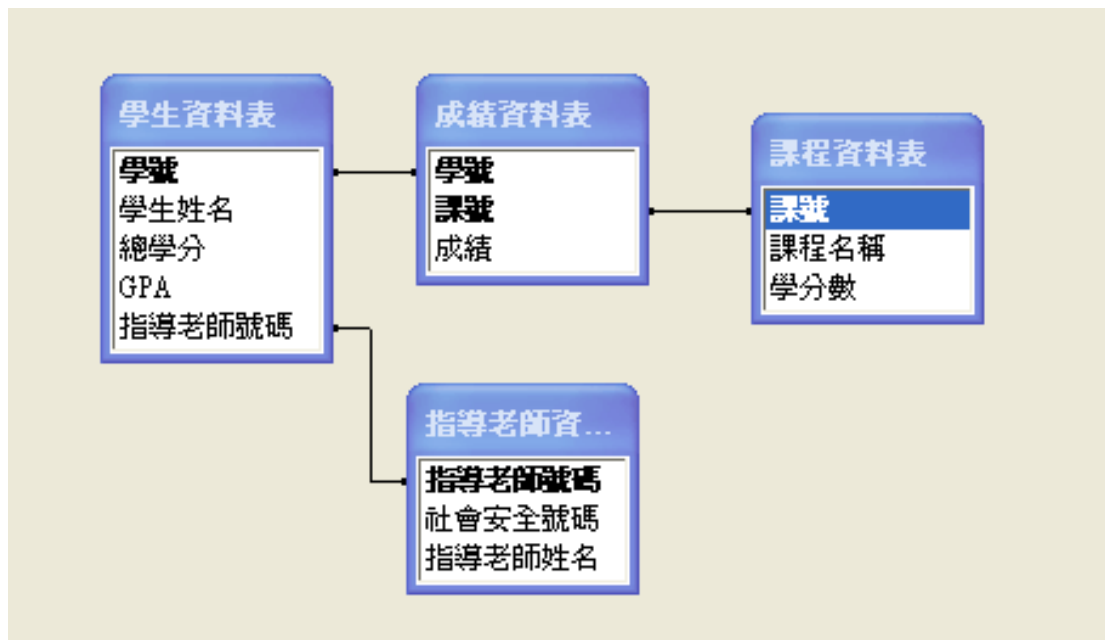 學生資料表
學號
學生姓名
總學分
GPA
指導老師號碼
成績資料表
學號
課號
成績
課程資料表
課號
課程名稱
學分數
指導老師資...
指導老師號碼
社會安全號碼
指導老師姓名